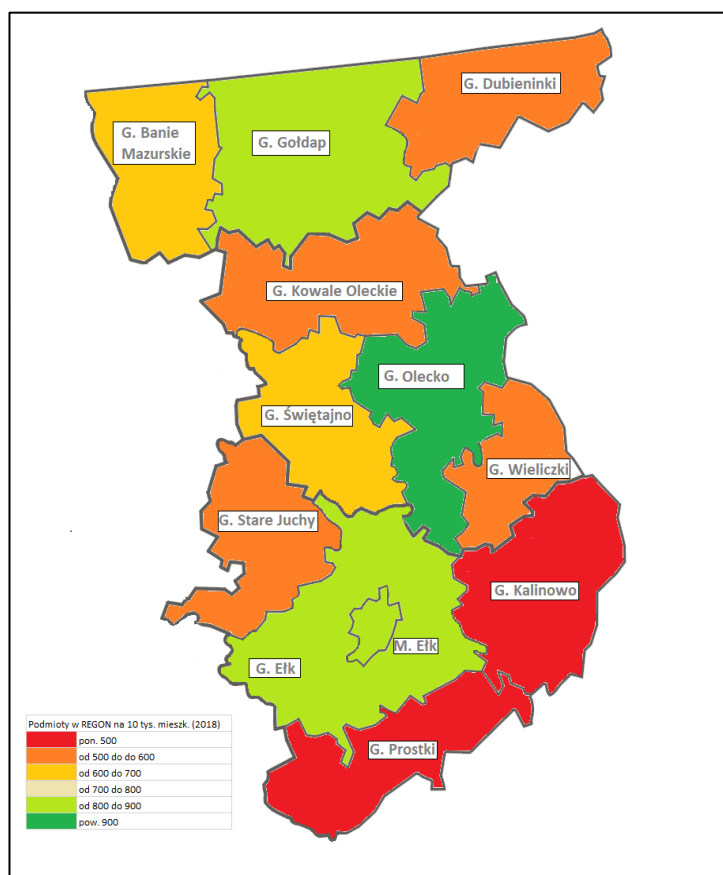 G. Dubieninki
G. Banie
Mazurskie
G. Gołdap
G. Kowale Oleckie
G. Olecko
G. Świętajno
G. Wieliczki
G. Stare Juchy
G. Kalinowo
M. Ełk
G. Ełk
G. Prostki
Podmioty w REGON na 10 tys. mieszk. (2018)
pon. 500
od 500 do do 600
od 600 do 700
od 700 do 800
od 800 do 900
pow. 900